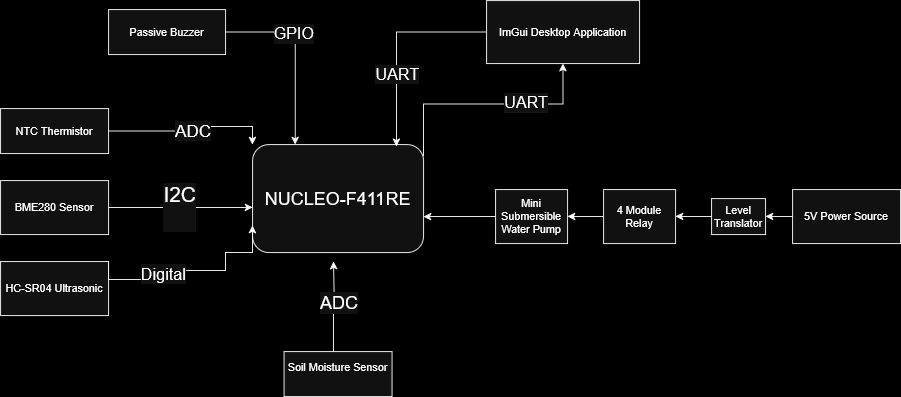 Passive Buzzer
GPIO
ImGui Desktop Application
UART
UART
NTC Thermistor
ADC
NUCLEO-F411RE
BME280 Sensor
I2C
Mini
Submersible
Water Pump
4 Module
Relay
Level
Translator
5V Power Source
HC-SR04 Ultrasonic
Digital
ADC
Soil Moisture Sensor